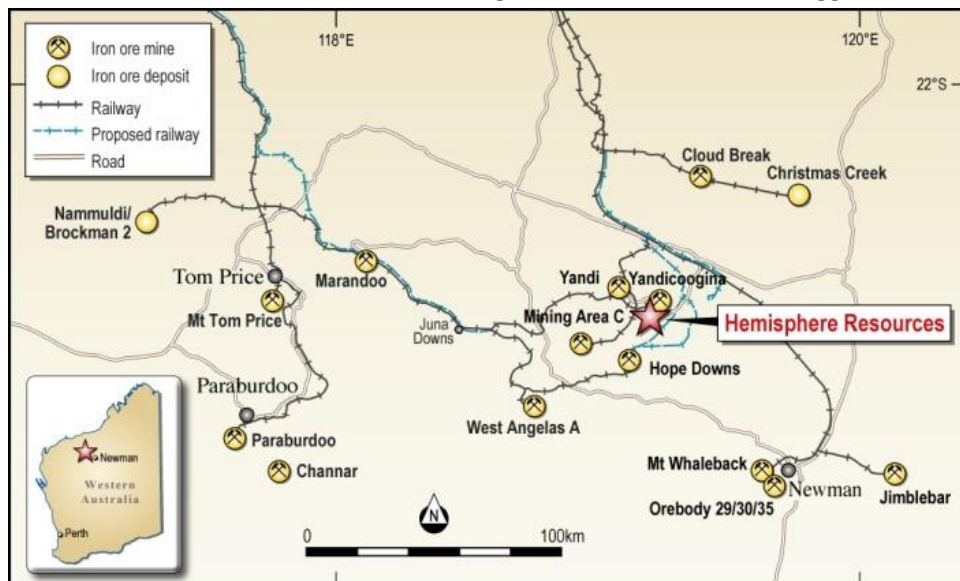 118°E
120°E
22°S
Iron ore mine
Iron ore deposit
Railway
Proposed railway
Road
Cloud Break
Christmas Creek
Nammuldi/
Brockman 2
Tom Price
Marandoo
Mt Tom Price
Yandi
Yandicoogina
Mining Area C
Juna
Downs
Hemisphere Resources
Hope Downs
Paraburdoo
West Angelas A
Paraburdoo
Channar
Mt Whaleback
Newman
Orebody 29/30/35
Jimblebar
Newman
Western
Australia
Perth
N
0
100km